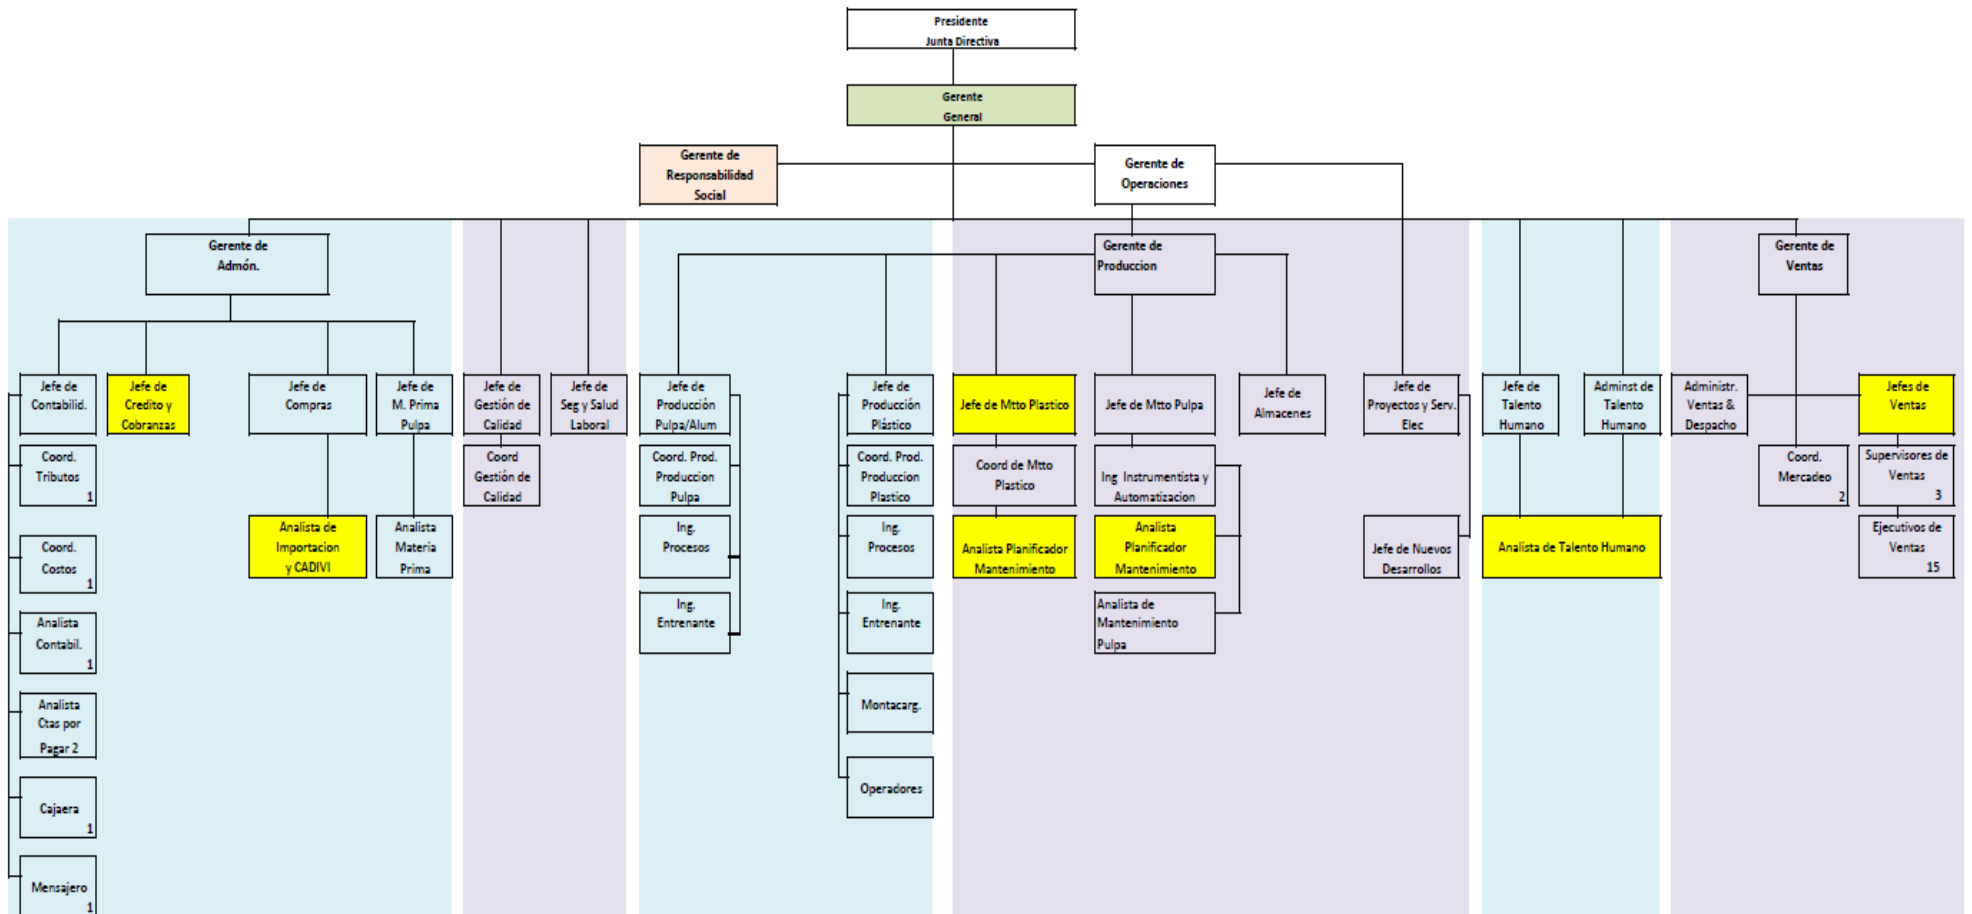 Presidente
Junta Directiva
Gerente
General
Gerente de
Responsabilidad
Social
Gerente de
Operaciones
Gerente de
Admón.
Gerente de
Produccion
Gerente de
Ventas
Jefe de
Contabilid.
Jefe de
Credito y
Cobranzas
Jefe de
Compras
Jefe de
M. Prima
Pulpa
Jefe de
Gestión de
Calidad
Jefe de
Seg y Salud
Laboral
Jefe de
Producción
Pulpa/Alum
Jefe de
Producción
Plástico
Jefe de Mtto Plastico
Jefe de Mtto Pulpa
Jefe de
Almacenes
Jefe de
Proyectos y Serv.
Elec
Jefe de
Talento
Humano
Adminst de
Talento
Humano
Administr.
Ventas &
Despacho
Jefes de
Ventas
Coord.
Tributos
1
Coord
Gestión de
Calidad
Coord. Prod.
Produccion
Pulpa
Coord. Prod.
Produccion
Plastico
Coord de Mtto
Plastico
Ing Instrumentista y
Automatizacion
Coord.
Mercadeo
2
Supervisores de
Ventas
3
Coord.
Costos
1
Analista de
Importacion
y CADIVI
Analista
Materia
Prima
Ing.
Procesos
Ing.
Procesos
Analista Planificador
Mantenimiento
Analista
Planificador
Mantenimiento
Jefe de Nuevos
Desarrollos
Analista de Talento Humano
Ejecutivos de
Ventas
15
Analista
Contabil.
1
Ing.
Entrenante
Ing.
Entrenante
Analista de
Mantenimiento
Pulpa
Analista
Ctas por
Pagar 2
Montacarg.
Cajaera
1
Operadores
Mensajero
1